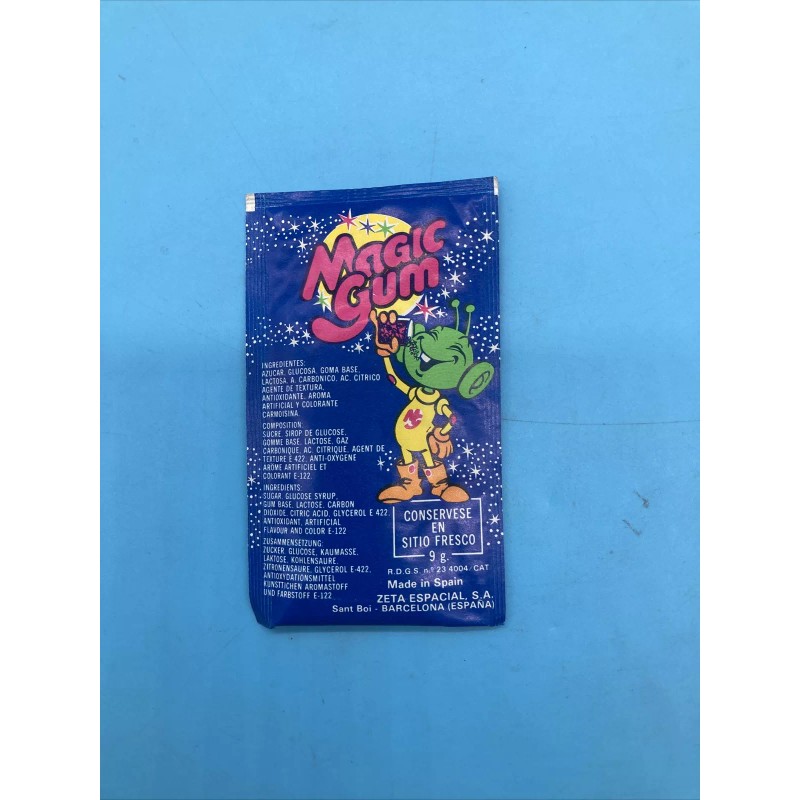 MAGIC
GUM
INGREDIENTES:
AZUCAR, GLUCOSA, GOMA BASE,
LACTOSA, A. CARBONICO, AC. CITRICO
AGENTE DE TEXTURA,
ANTIOXIDANTE, AROMA
ARTIFICIAL Y COLORANTE
CARMOISINA.
COMPOSITION:
SUCRE, SIROP DE GLUCOSE,
GOMME BASE, LACTOSE, GAZ
CARBONIQUE, AC. CITRIQUE, AGENT DE
TEXTURE E 422, ANTI-OXYGENE
AROME ARTIFICIEL ET
COLORANT E-122
INGREDIENTS:
SUGAR, GLUCOSE SYRUP,
GUM BASE, LACTOSE, CARBON
DIOXIDE, CITRIC ACID, GLYCEROL E 422,
ANTIOXIDANT, ARTIFICIAL
FLAVOUR AND COLOR E-122
ZUSAMMENSETZUNG:
ZUCKER, GLUCOSE, KAUMASSE,
LAKTOSE, KOHLENSAURE,
ZITRONENSAURE, GLYCEROL E-422,
ANTIOXYDATIONSMITTEL
KUNSTLICHEN AROMASTOFF
UND FARBSTOFF E-122
MG
CONSERVESE
EN
SITIO FRESCO
9 g.
R.D.G.S. n.º 23 4004/CAT
Made in Spain
ZETA ESPACIAL, S.A.
Sant Boi - BARCELONA (ESPAÑA)